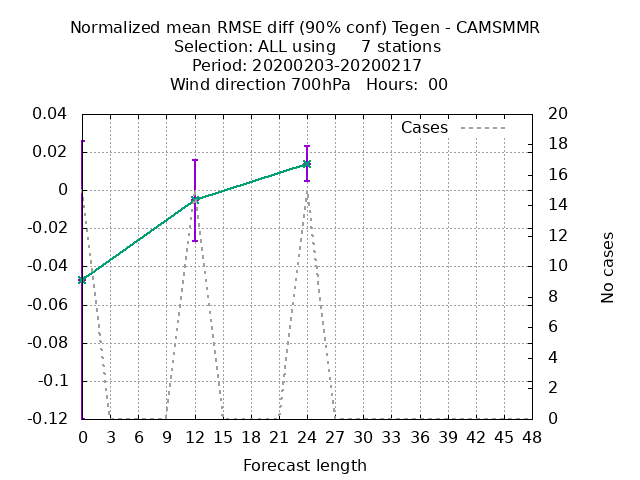 Normalized mean RMSE diff (90% conf) Tegen - CAMSMMR
Selection: ALL using     7 stations
Period: 20200203-20200217
Wind direction 700hPa   Hours:  00
Cases
0.04
0.02
0
-0.02
-0.04
-0.06
-0.08
-0.1
-0.12
20
18
16
14
12
10
8
6
4
2
0
No cases
0 3 6 9 12 15 18 21 24 27 30 33 36 39 42 45 48
Forecast length